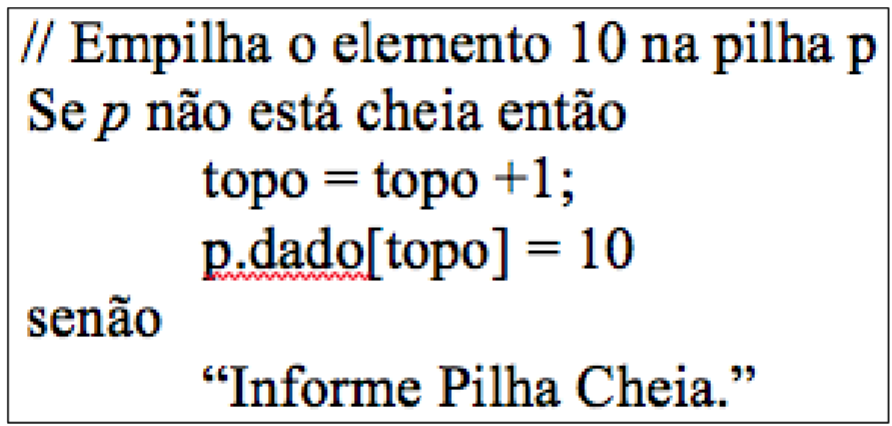 // Empilha o elemento 10 na pilha p
Se p não está cheia então
topo = topo +1;
p.dado[topo] = 10
senão
“Informe Pilha Cheia.”